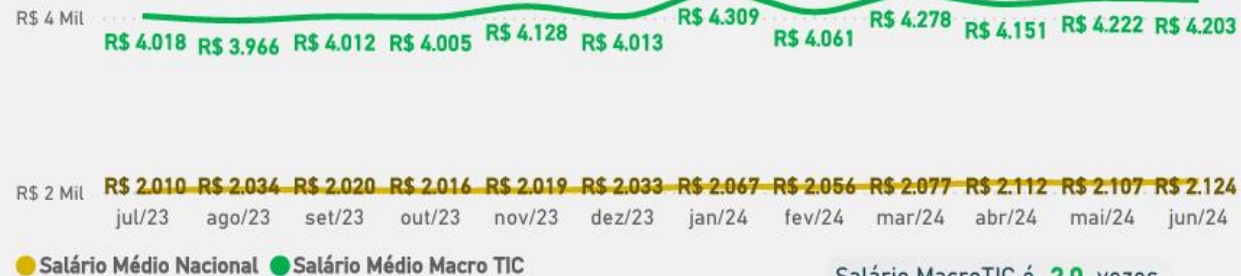 R$ 4 Mil
R$ 4.018 R$ 3.966 R$ 4.012 R$ 4.005 R$ 4.128 R$ 4.013 R$ 4.309 R$ 4.061 R$ 4.278 R$ 4.151 R$ 4.222 R$ 4.203
R$ 2 Mil R$ 2.010 R$ 2.034 R$ 2.020 R$ 2.016 R$ 2.019 R$ 2.033 R$ 2.067 R$ 2.056 R$ 2.077 R$ 2.112 R$ 2.107 R$ 2.124
jul/23 ago/23 set/23 out/23 nov/23 dez/23 jan/24 fev/24 mar/24 abr/24 mai/24 jun/24
Salário Médio Nacional Salário Médio Macro TIC
Salário MacroTIC é vezes